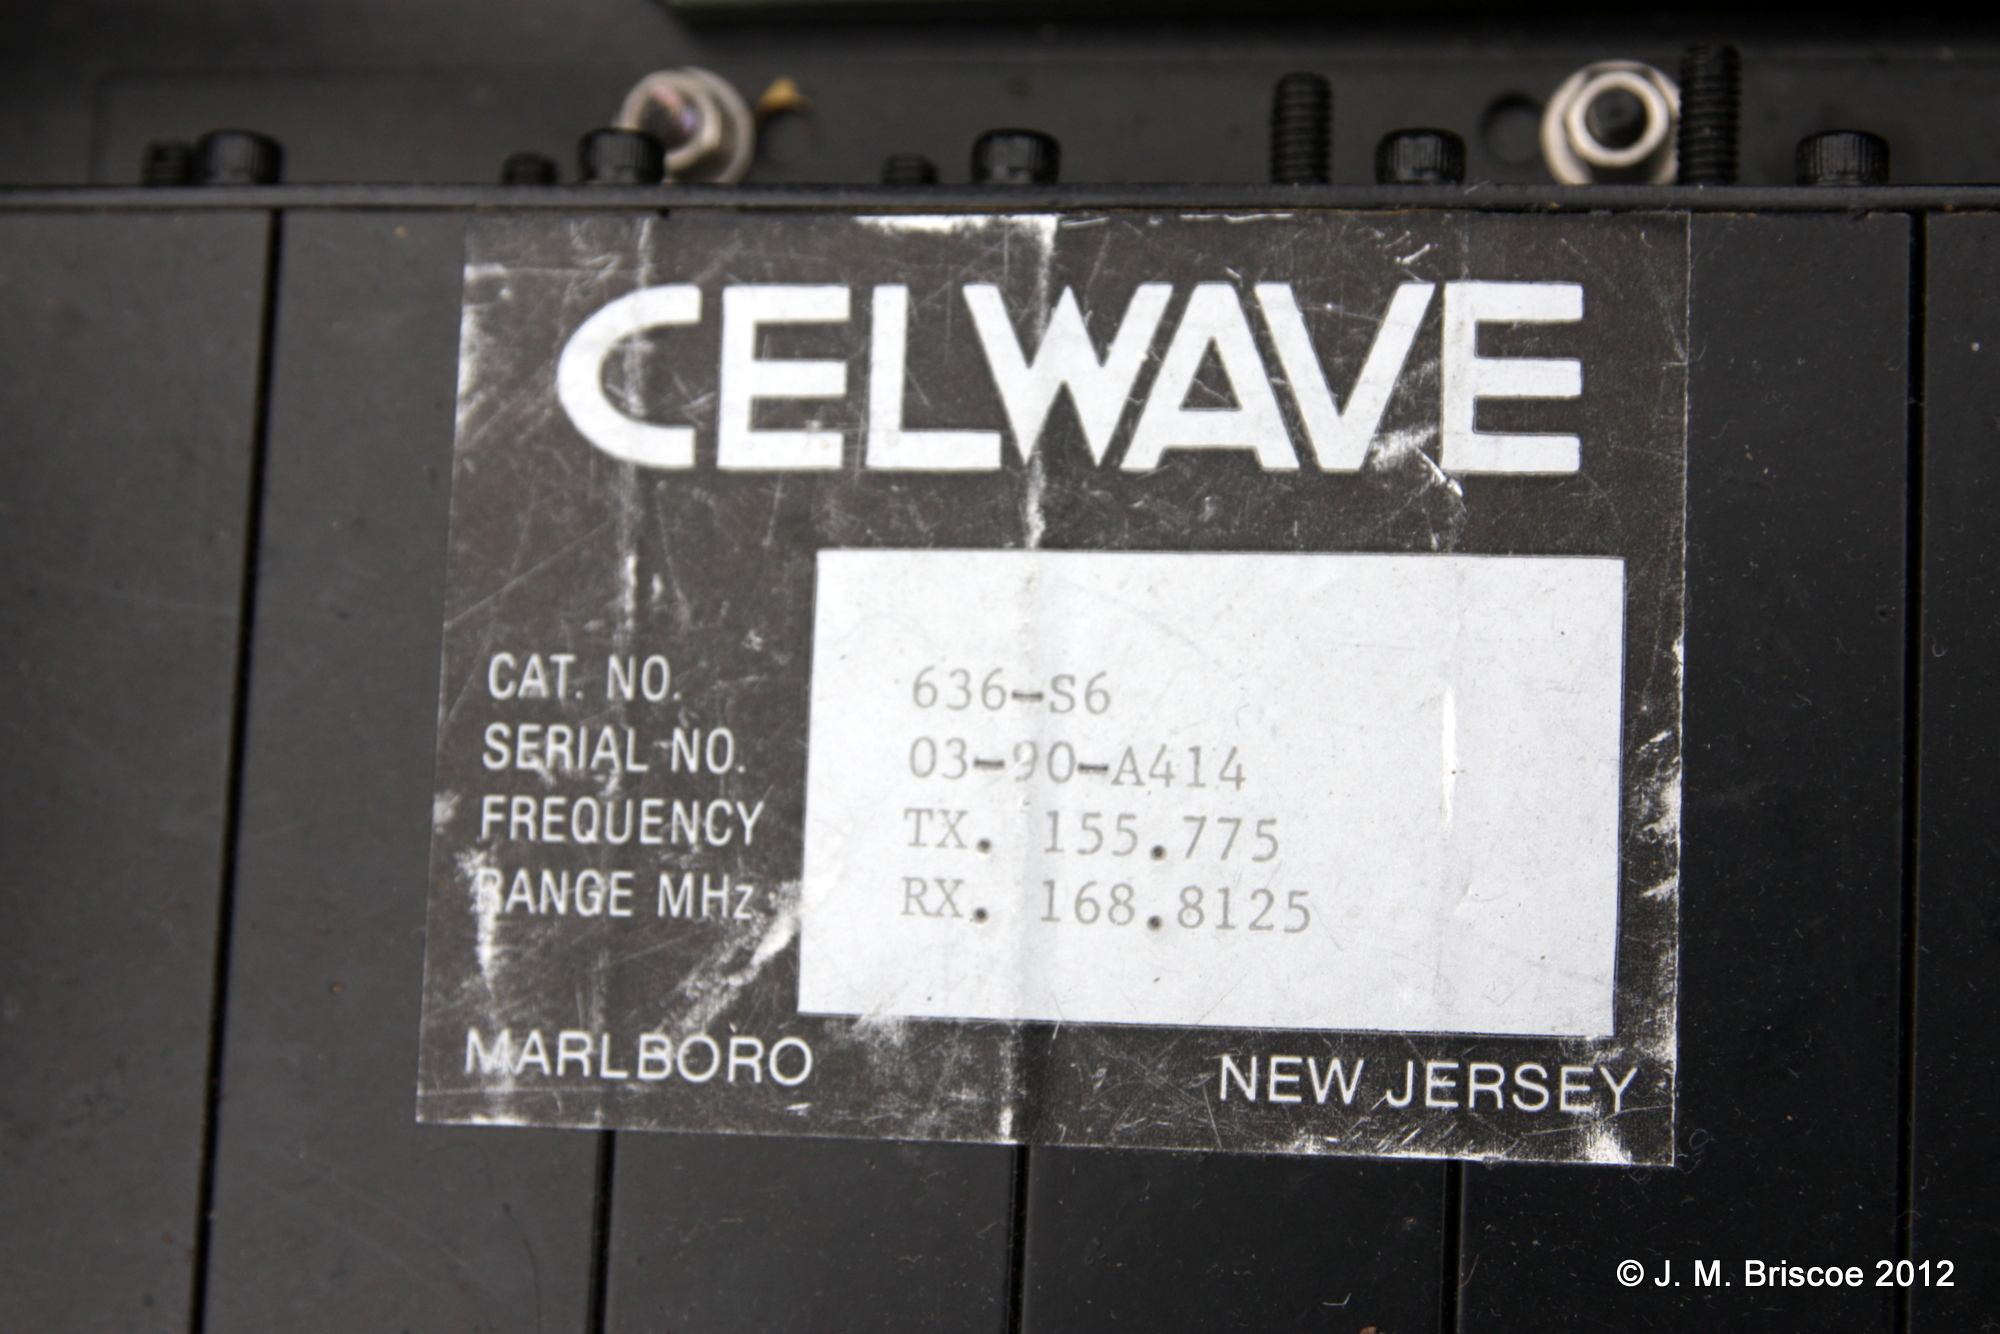 CELWAVE
CAT. NO. 636-S6
SERIAL NO. 03-90-A414
FREQUENCY TX. 155.775
RANGE MHz RX. 168.8125
MARLBORO NEW JERSEY
© J. M. Briscoe 2012